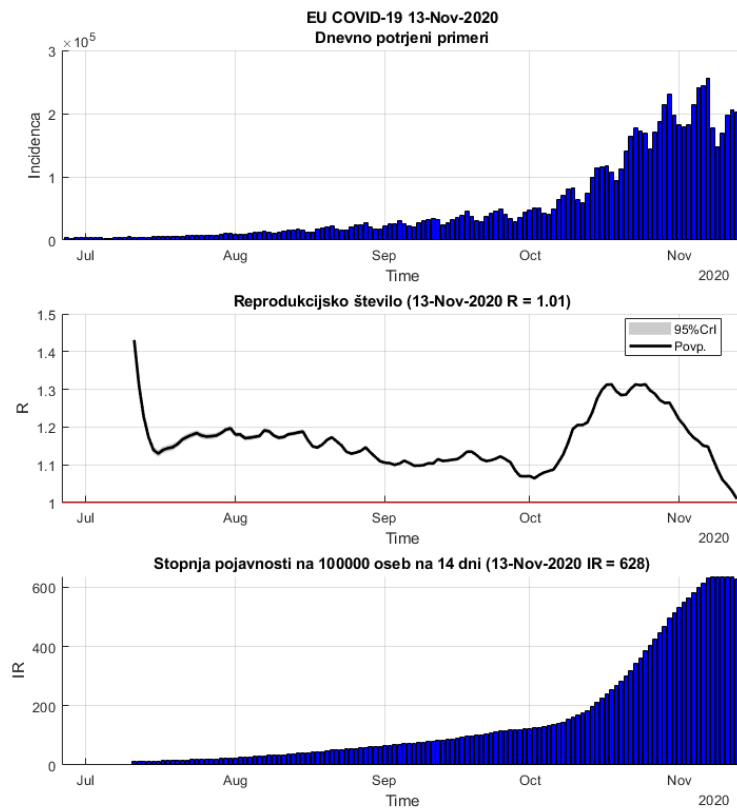 EU COVID-19 13-Nov-2020
Dnevno potrjeni primeri
×10^5
3
2
1
0
Incidenca
Jul Aug Sep Oct Nov
Time
2020
Reprodukcijsko število (13-Nov-2020 R = 1.01)
1.5
1.4
1.3
1.2
1.1
1
R
95%CrI
Povp.
Jul Aug Sep Oct Nov
Time
2020
Stopnja pojavnosti na 100000 oseb na 14 dni (13-Nov-2020 IR = 628)
600
400
200
0
IR
Jul Aug Sep Oct Nov
Time
2020